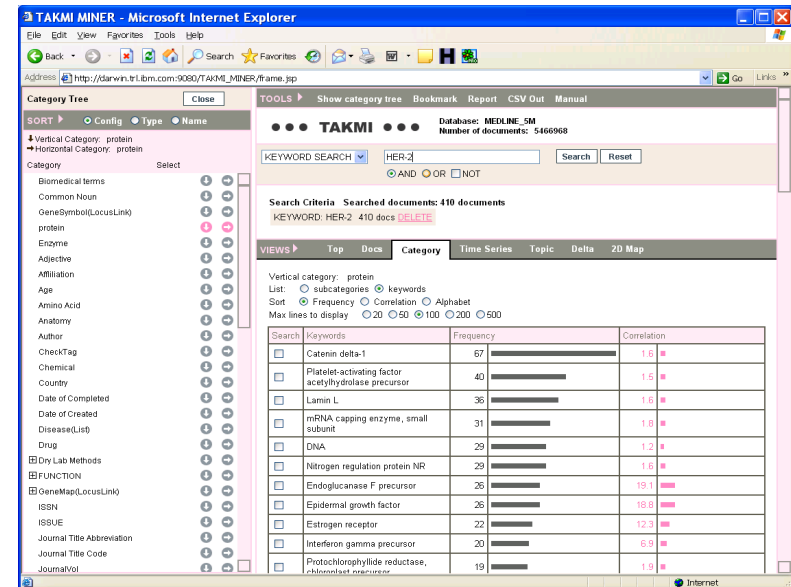 TAKMI MINER - Microsoft Internet Explorer
File Edit View Favorites Tools Help
Back Search Favorites
Address http://darwin.trl.ibm.com:9080/TAKMI_MINER/frame.jsp Go Links »
Category Tree Close
SORT Config Type Name
Vertical Category: protein
Horizontal Category: protein
Category Select
Biomedical terms
Common Noun
GeneSymbol(LocusLink)
protein
Enzyme
Adjective
Affiliation
Age
Amino Acid
Anatomy
Author
CheckTag
Chemical
Country
Date of Completed
Date of Created
Disease(List)
Drug
Dry Lab Methods
FUNCTION
GeneMap(LocusLink)
ISSN
ISSUE
Journal Title Abbreviation
Journal Title Code
JournalVol
TOOLS Show category tree Bookmark Report CSV Out Manual
TAKMI
Database: MEDLINE_5M
Number of documents: 5466968
KEYWORD SEARCH HER-2 Search Reset
AND OR NOT
Search Criteria Searched documents: 410 documents
KEYWORD: HER-2 410 docs DELETE
VIEWS Top Docs Category Time Series Topic Delta 2D Map
Vertical category: protein
List: subcategories keywords
Sort Frequency Correlation Alphabet
Max lines to display 20 50 100 200 500
Search Keywords Frequency Correlation
Catenin delta-1 67 1.6
Platelet-activating factor
acetylhydrolase precursor 40 1.5
Lamin L 36 1.6
mRNA capping enzyme, small
subunit 31 1.8
DNA 29 1.2
Nitrogen regulation protein NR 29 1.6
Endoglucanase F precursor 26 19.1
Epidermal growth factor 26 18.8
Estrogen receptor 22 12.3
Interferon gamma precursor 20 6.9
Protochlorophyllide reductase,
chloroplast precursor 19 1.9
Internet